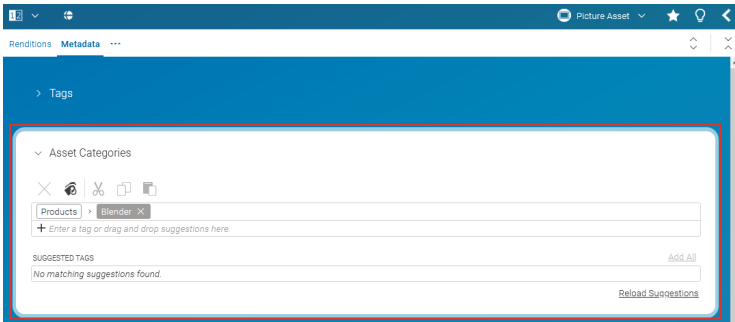 12
Picture Asset
Renditions Metadata ...
Tags
Asset Categories
Products > Blender ×
+ Enter a tag or drag and drop suggestions here
SUGGESTED TAGS Add All
No matching suggestions found.
Reload Suggestions